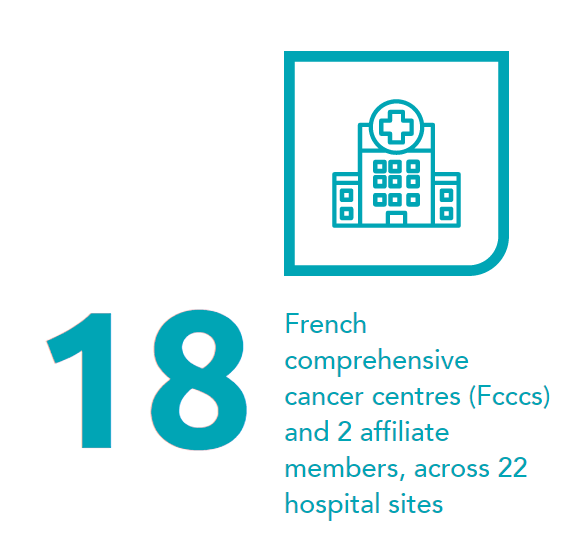 18
French
comprehensive
cancer centres (Fcccs)
and 2 affiliate
members, across 22
hospital sites